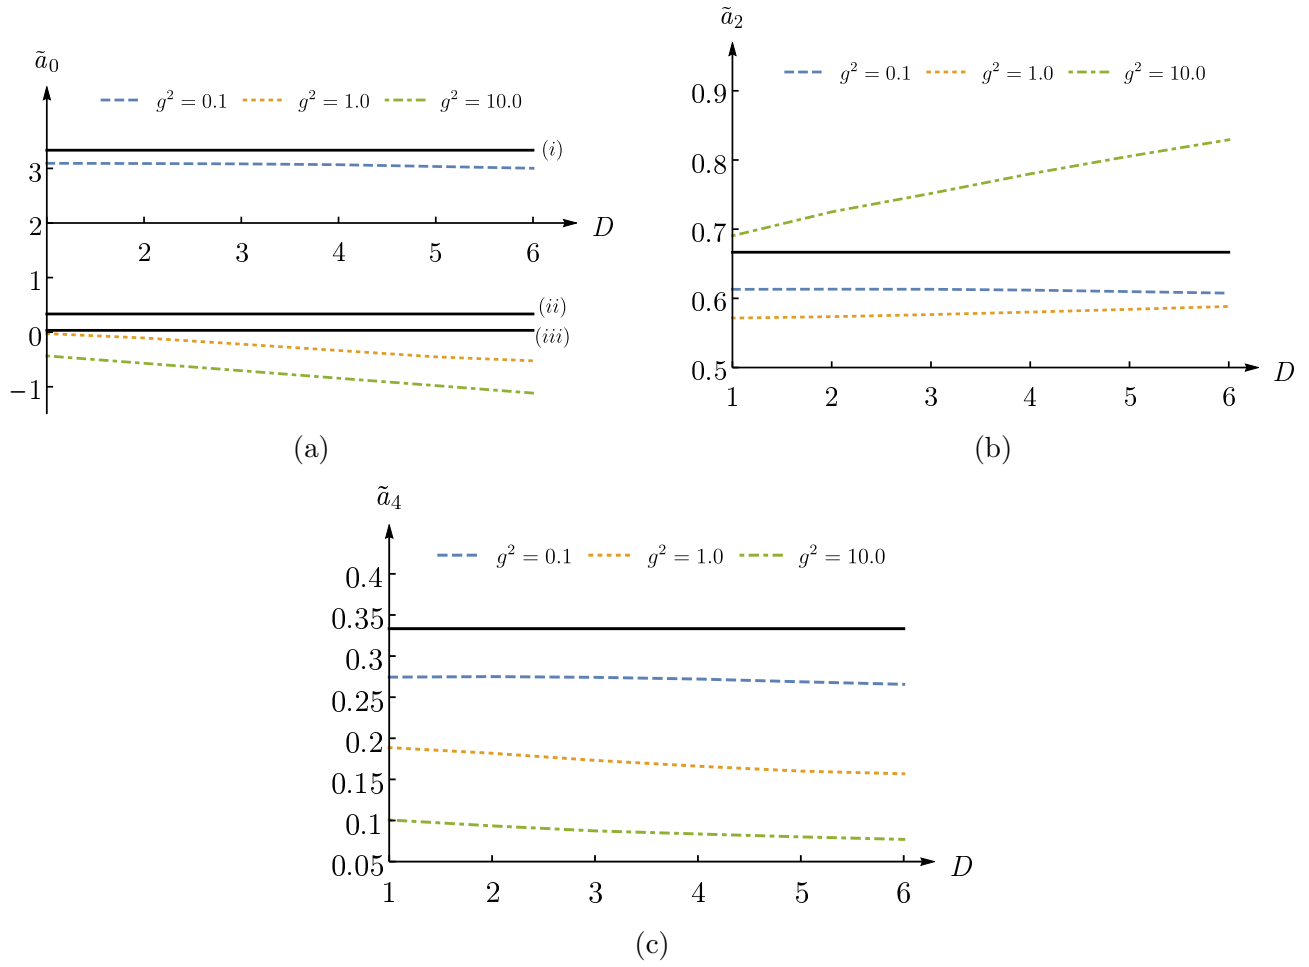 ã₀
g² = 0.1 g² = 1.0 g² = 10.0
(i)
3
2
D
2 3 4 5 6
1
(ii)
0
(iii)
−1
(a)
ã₂
g² = 0.1 g² = 1.0 g² = 10.0
0.9
0.8
0.7
0.6
0.5
D
1 2 3 4 5 6
(b)
ã₄
g² = 0.1 g² = 1.0 g² = 10.0
0.4
0.35
0.3
0.25
0.2
0.15
0.1
0.05
D
1 2 3 4 5 6
(c)